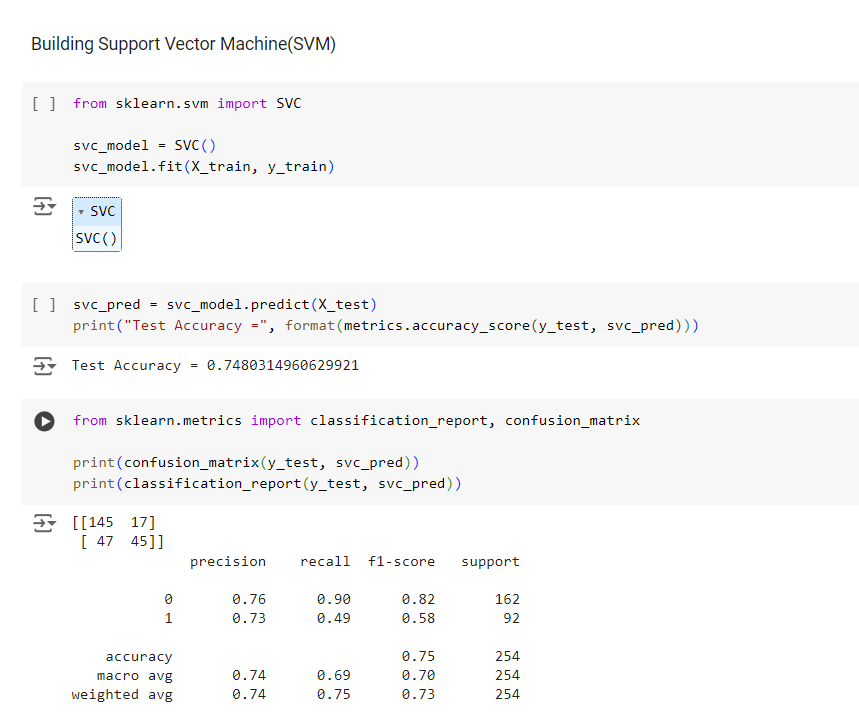 Building Support Vector Machine(SVM)
[ ] from sklearn.svm import SVC
svc_model = SVC()
svc_model.fit(X_train, y_train)
▾ SVC
SVC()
[ ] svc_pred = svc_model.predict(X_test)
print("Test Accuracy =", format(metrics.accuracy_score(y_test, svc_pred)))
Test Accuracy = 0.7480314960629921
from sklearn.metrics import classification_report, confusion_matrix
print(confusion_matrix(y_test, svc_pred))
print(classification_report(y_test, svc_pred))
[[145  17]
 [ 47  45]]
              precision    recall  f1-score   support
           0       0.76      0.90      0.82       162
           1       0.73      0.49      0.58        92
    accuracy                           0.75       254
   macro avg       0.74      0.69      0.70       254
weighted avg       0.74      0.75      0.73       254